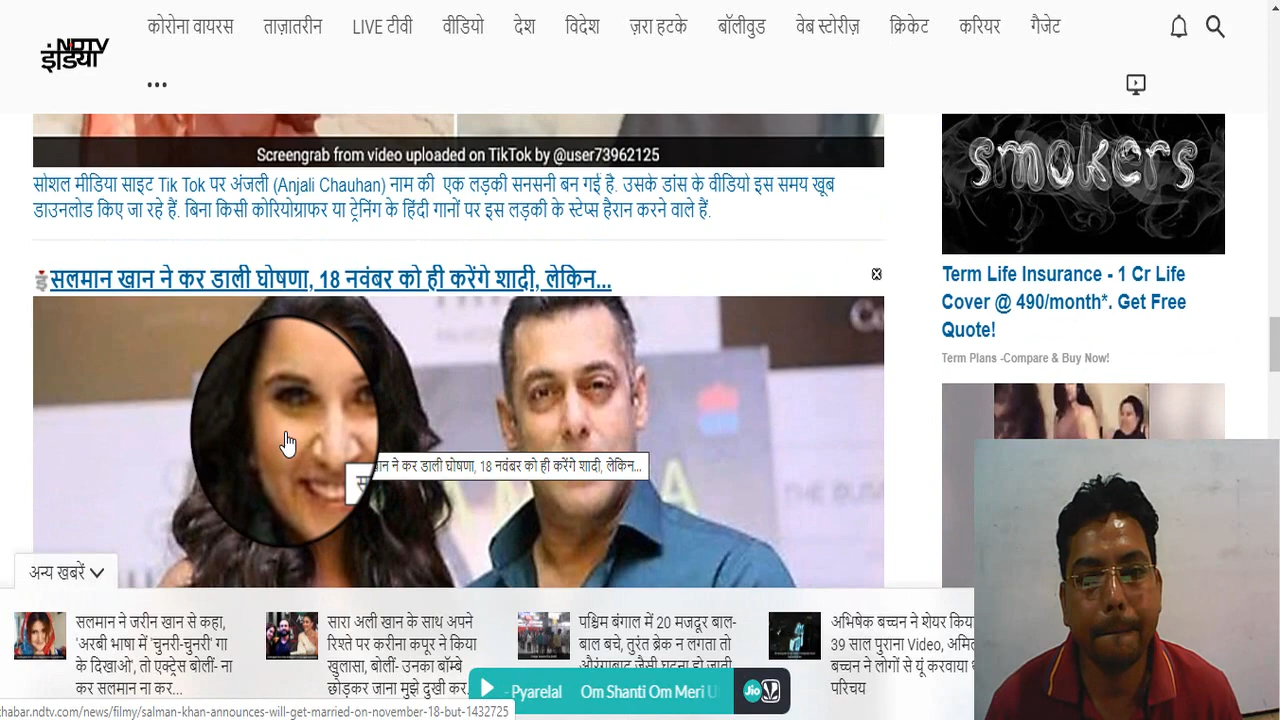 कोरोना वायरस ताज़ातरीन LIVE टीवी वीडियो देश विदेश ज़रा हटके बॉलीवुड वेब स्टोरीज़ क्रिकेट करियर गैजेट
NDTV
इंडिया
Screengrab from video uploaded on TikTok by @user73962125
सोशल मीडिया साइट Tik Tok पर अंजली (Anjali Chauhan) नाम की एक लड़की सनसनी बन गई है. उसके डांस के वीडियो इस समय खूब
डाउनलोड किए जा रहे हैं. बिना किसी कोरियोग्राफर या ट्रेनिंग के हिंदी गानों पर इस लड़की के स्टेप्स हैरान करने वाले हैं.
सलमान खान ने कर डाली घोषणा, 18 नवंबर को ही करेंगे शादी, लेकिन...
smokers
Term Life Insurance - 1 Cr Life
Cover @ 490/month*. Get Free
Quote!
Term Plans -Compare & Buy Now!
ने कर डाली घोषणा, 18 नवंबर को ही करेंगे शादी, लेकिन...
THE
अन्य खबरें
सलमान ने जरीन खान से कहा,
'अरबी भाषा में 'चुनरी-चुनरी' गा
के दिखाओ', तो एक्ट्रेस बोलीं- ना
कर सलमान ना कर...
सारा अली खान के साथ अपने
रिश्ते पर करीना कपूर ने किया
खुलासा, बोलीं- उनका बॉम्बे
छोड़कर जाना मुझे दुखी कर
पश्चिम बंगाल में 20 मजदूर बाल-
बाल बचे, तुरंत ब्रेक न लगता तो
औरंगाबाद जैसी घटना हो जाती
अभिषेक बच्चन ने शेयर किया
39 साल पुराना Video, अमित
बच्चन ने लोगों से यूं करवाया
परिचय
- Pyarelal Om Shanti Om Meri U
Jio
khabar.ndtv.com/news/filmy/salman-khan-announces-will-get-married-on-november-18-but-1432725